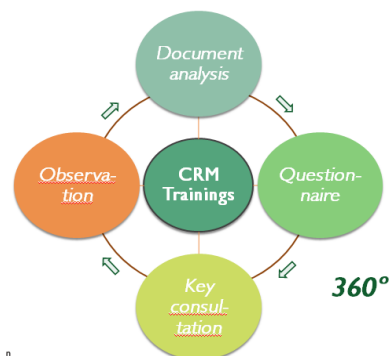 Document
analysis
Observa-
tion
CRM
Trainings
Question-
naire
Key
consul-
tation
360°
n